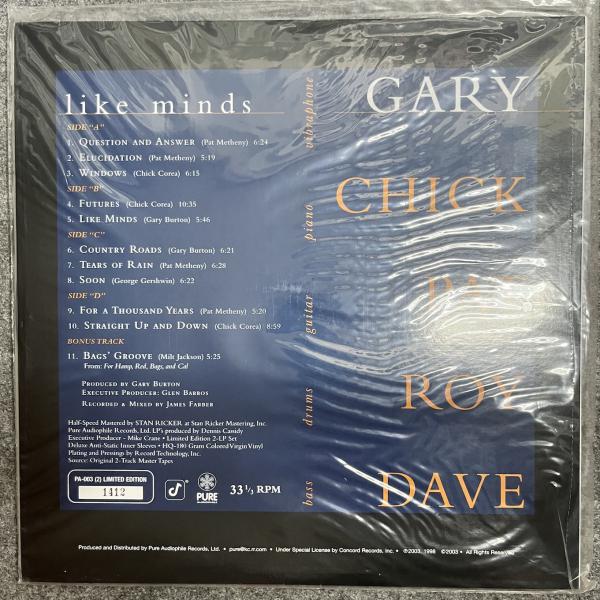 like minds
SIDE "A"
1. QUESTION AND ANSWER (Pat Metheny) 6:24
2. ELUCIDATION (Pat Metheny) 5:19
3. WINDOWS (Chick Corea) 6:15
SIDE "B"
4. FUTURES (Chick Corea) 10:35
5. LIKE MINDS (Gary Burton) 5:46
SIDE "C"
6. COUNTRY ROADS (Gary Burton) 6:21
7. TEARS OF RAIN (Pat Metheny) 6:28
8. SOON (George Gershwin) 6:22
SIDE "D"
9. FOR A THOUSAND YEARS (Pat Metheny) 5:20
10. STRAIGHT UP AND DOWN (Chick Corea) 8:59
BONUS TRACK
11. BAGS' GROOVE (Milt Jackson) 5:25
From: For Hamp, Red, Bags, and Cal
PRODUCED BY GARY BURTON
EXECUTIVE PRODUCER: GLEN BARROS
RECORDED & MIXED BY JAMES FARBER
Half-Speed Mastered by STAN RICKER at Stan Ricker Mastering, Inc.
Pure Audiophile Records, Ltd. LP's produced by Dennis Cassidy
Executive Producer - Mike Crane • Limited Edition 2-LP Set
Deluxe Anti-Static Inner Sleeves • HQ-180 Gram Colored Virgin Vinyl
Plating and Pressings by Record Technology, Inc.
Source: Original 2-Track Master Tapes
PA-003 (2) LIMITED EDITION
1412
PURE
33 1/3 RPM
vibraphone
GARY
piano
CHICK
guitar
PAT
drums
ROY
bass
DAVE
Produced and Distributed by Pure Audiophile Records, Ltd. • pure@kc.rr.com • Under Special License by Concord Records, Inc. • ℗2003, 1998 ©2003 • All Rights Reserved